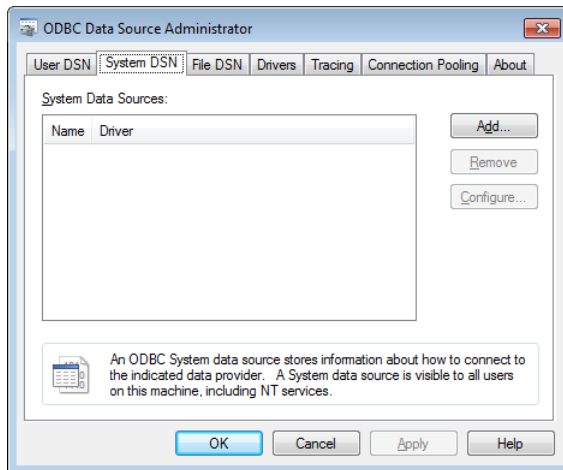 ODBC Data Source Administrator
User DSN System DSN File DSN Drivers Tracing Connection Pooling About
System Data Sources:
Name Driver
Add...
Remove
Configure...
An ODBC System data source stores information about how to connect to
the indicated data provider. A System data source is visible to all users
on this machine, including NT services.
OK Cancel Apply Help